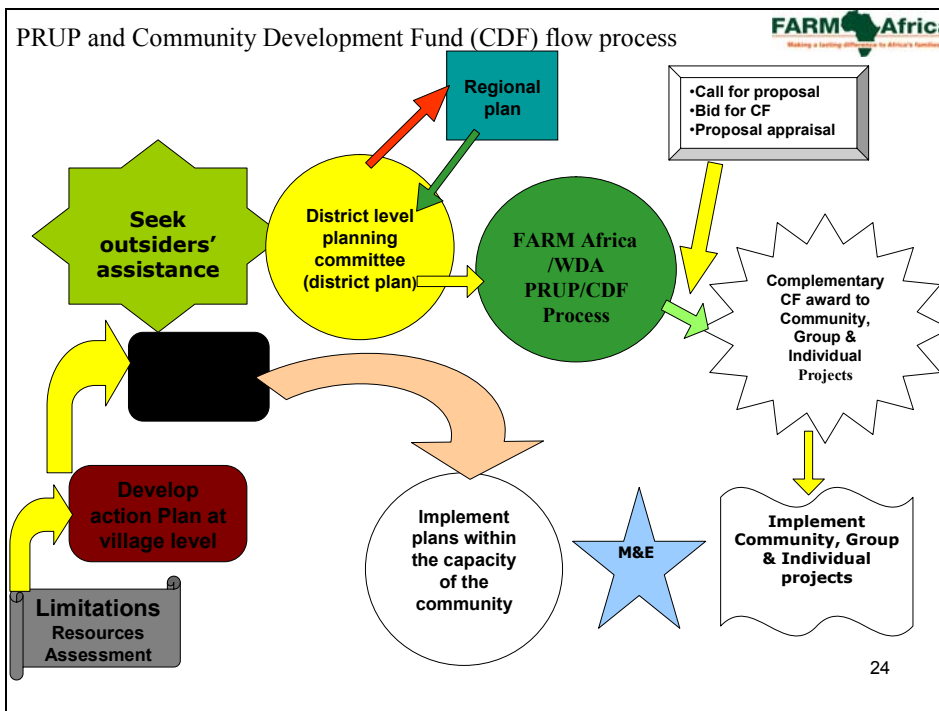 PRUP and Community Development Fund (CDF) flow process
FARM Africa
Making a lasting difference to Africa's families
Regional
plan
•Call for proposal
•Bid for CF
•Proposal appraisal
Seek
outsiders'
assistance
District level
planning
committee
(district plan)
FARM Africa
/WDA
PRUP/CDF
Process
Complementary
CF award to
Community,
Group &
Individual
Projects
Develop
action Plan at
village level
Implement
plans within
the capacity
of the
community
M&E
Implement
Community, Group
& Individual
projects
Limitations
Resources
Assessment
24